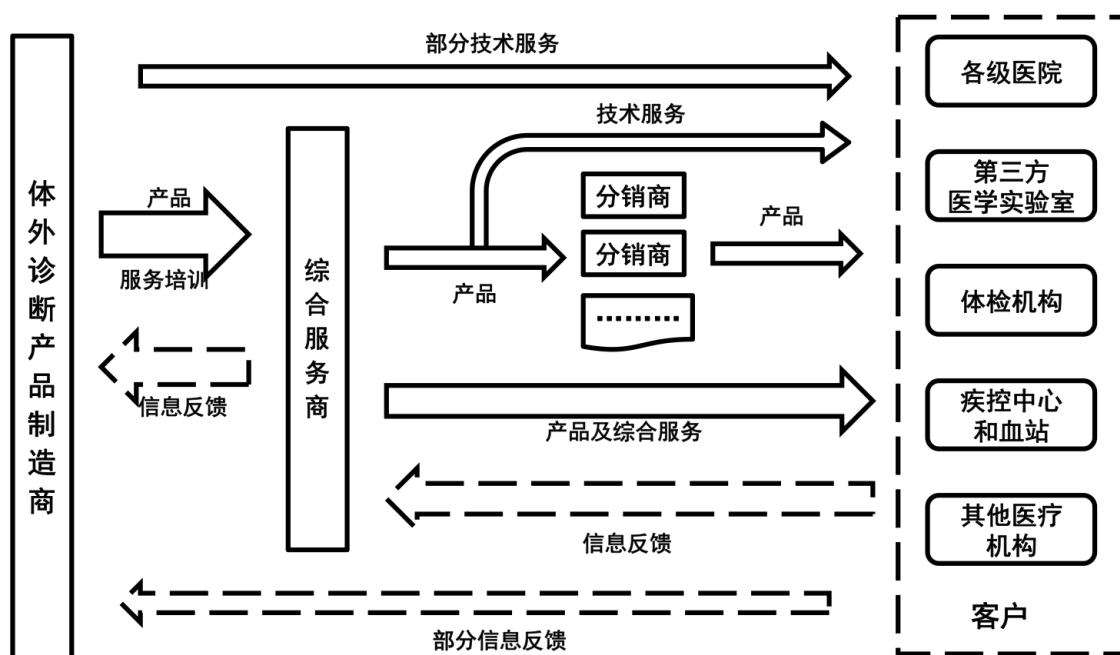 体外诊断产品制造商
部分技术服务
产品
服务培训
信息反馈
综合服务商
技术服务
产品
分销商
分销商
产品
产品及综合服务
信息反馈
部分信息反馈
各级医院
第三方
医学实验室
体检机构
疾控中心
和血站
其他医疗
机构
客户